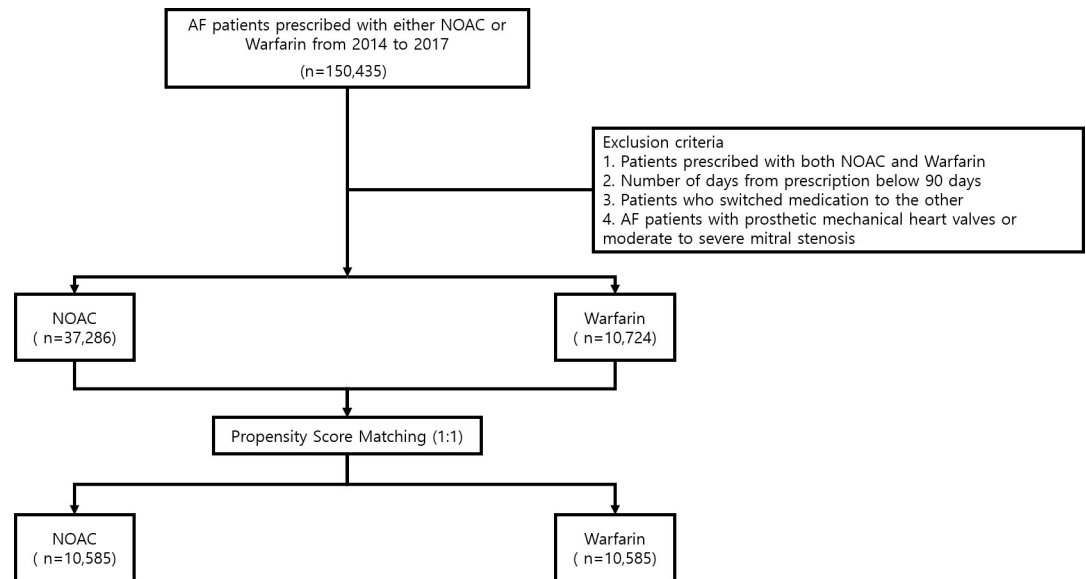 AF patients prescribed with either NOAC or
Warfarin from 2014 to 2017
(n=150,435)
Exclusion criteria
1. Patients prescribed with both NOAC and Warfarin
2. Number of days from prescription below 90 days
3. Patients who switched medication to the other
4. AF patients with prosthetic mechanical heart valves or
moderate to severe mitral stenosis
NOAC
( n=37,286)
Warfarin
( n=10,724)
Propensity Score Matching (1:1)
NOAC
( n=10,585)
Warfarin
( n=10,585)